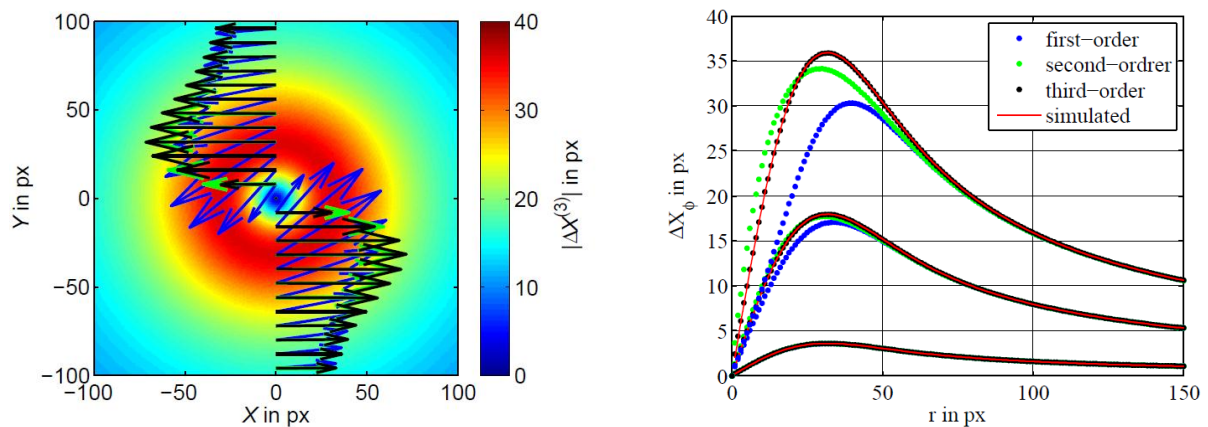 100
50
0
−50
−100
Y in px
−100 −50 0 50 100
X in px
40
30
20
10
0
|ΔX⁽³⁾| in px
40
35
30
25
20
15
10
5
0
ΔX_ϕ in px
0 50 100 150
r in px
first−order
second−ordrer
third−order
simulated